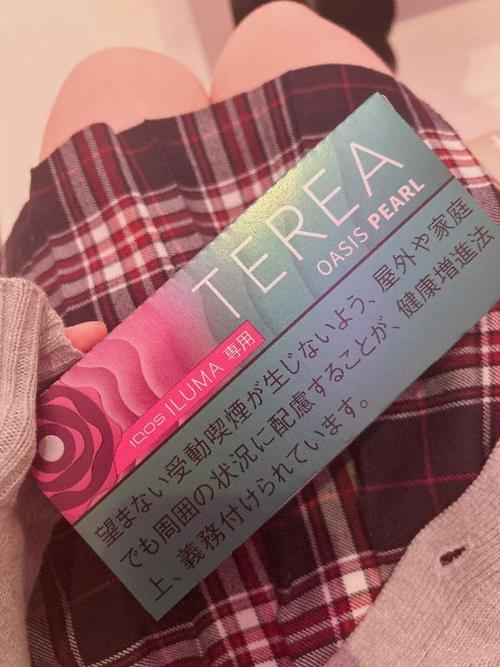 TEREA
OASIS PEARL
IQOS ILUMA 専用
望まない受動喫煙が生じないよう、屋外や家庭
でも周囲の状況に配慮することが、健康増進法
上、義務付けられています。